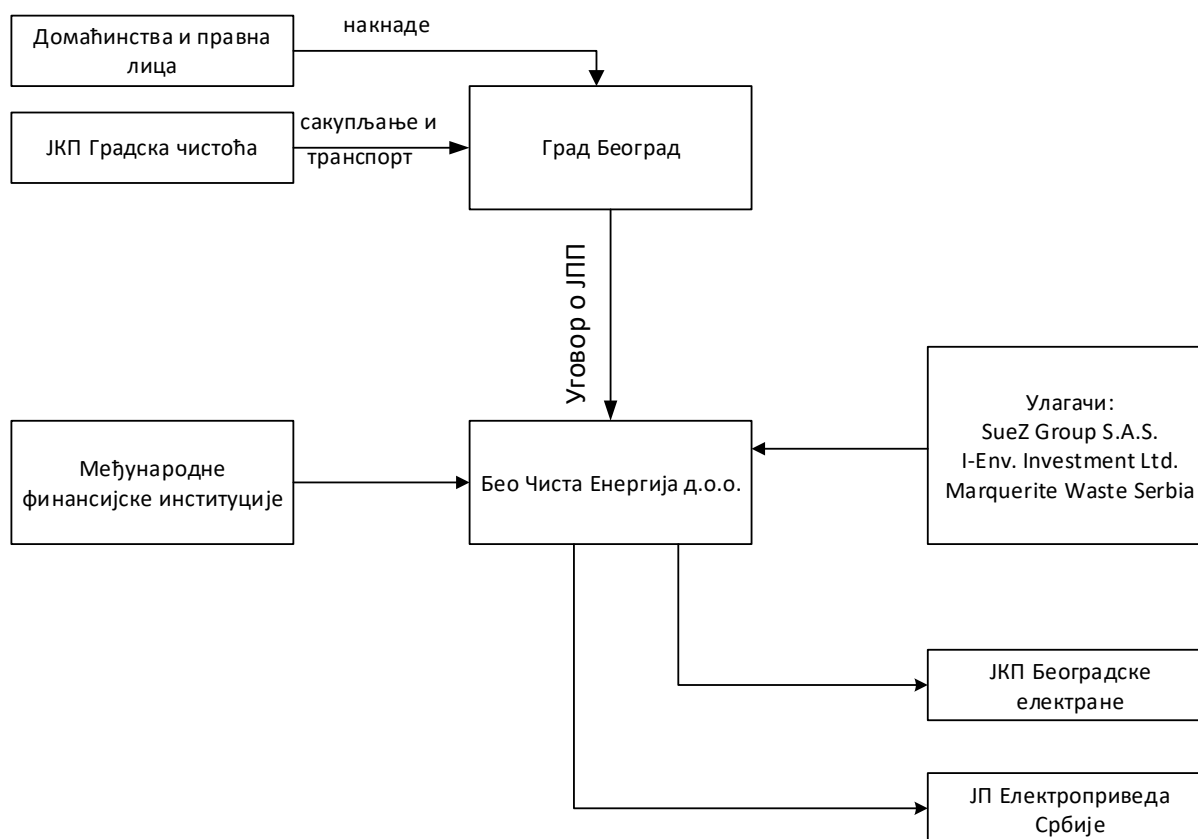 Домаћинства и правна
лица
накнаде
ЈКП Градска чистоћа
сакупљање и
транспорт
Град Београд
Уговор о ЈПП
Улагачи:
SueZ Group S.A.S.
I-Env. Investment Ltd.
Marquerite Waste Serbia
Међународне
финансијске институције
Бео Чиста Енергија д.о.о.
ЈКП Београдске
електране
ЈП Електроприведа
Србије